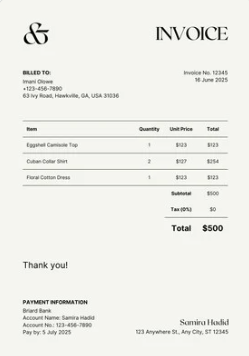 &
INVOICE
BILLED TO:
Imani Olowe
+123-456-7890
63 Ivy Road, Hawkville, GA, USA 31036
Invoice No. 12345
16 June 2025
Item Quantity Unit Price Total
Eggshell Camisole Top 1 $123 $123
Cuban Collar Shirt 2 $127 $254
Floral Cotton Dress 1 $123 $123
Subtotal $500
Tax (0%) $0
Total $500
Thank you!
PAYMENT INFORMATION
Briard Bank
Account Name: Samira Hadid
Account No.: 123-456-7890
Pay by: 5 July 2025
Samira Hadid
123 Anywhere St., Any City, ST 12345